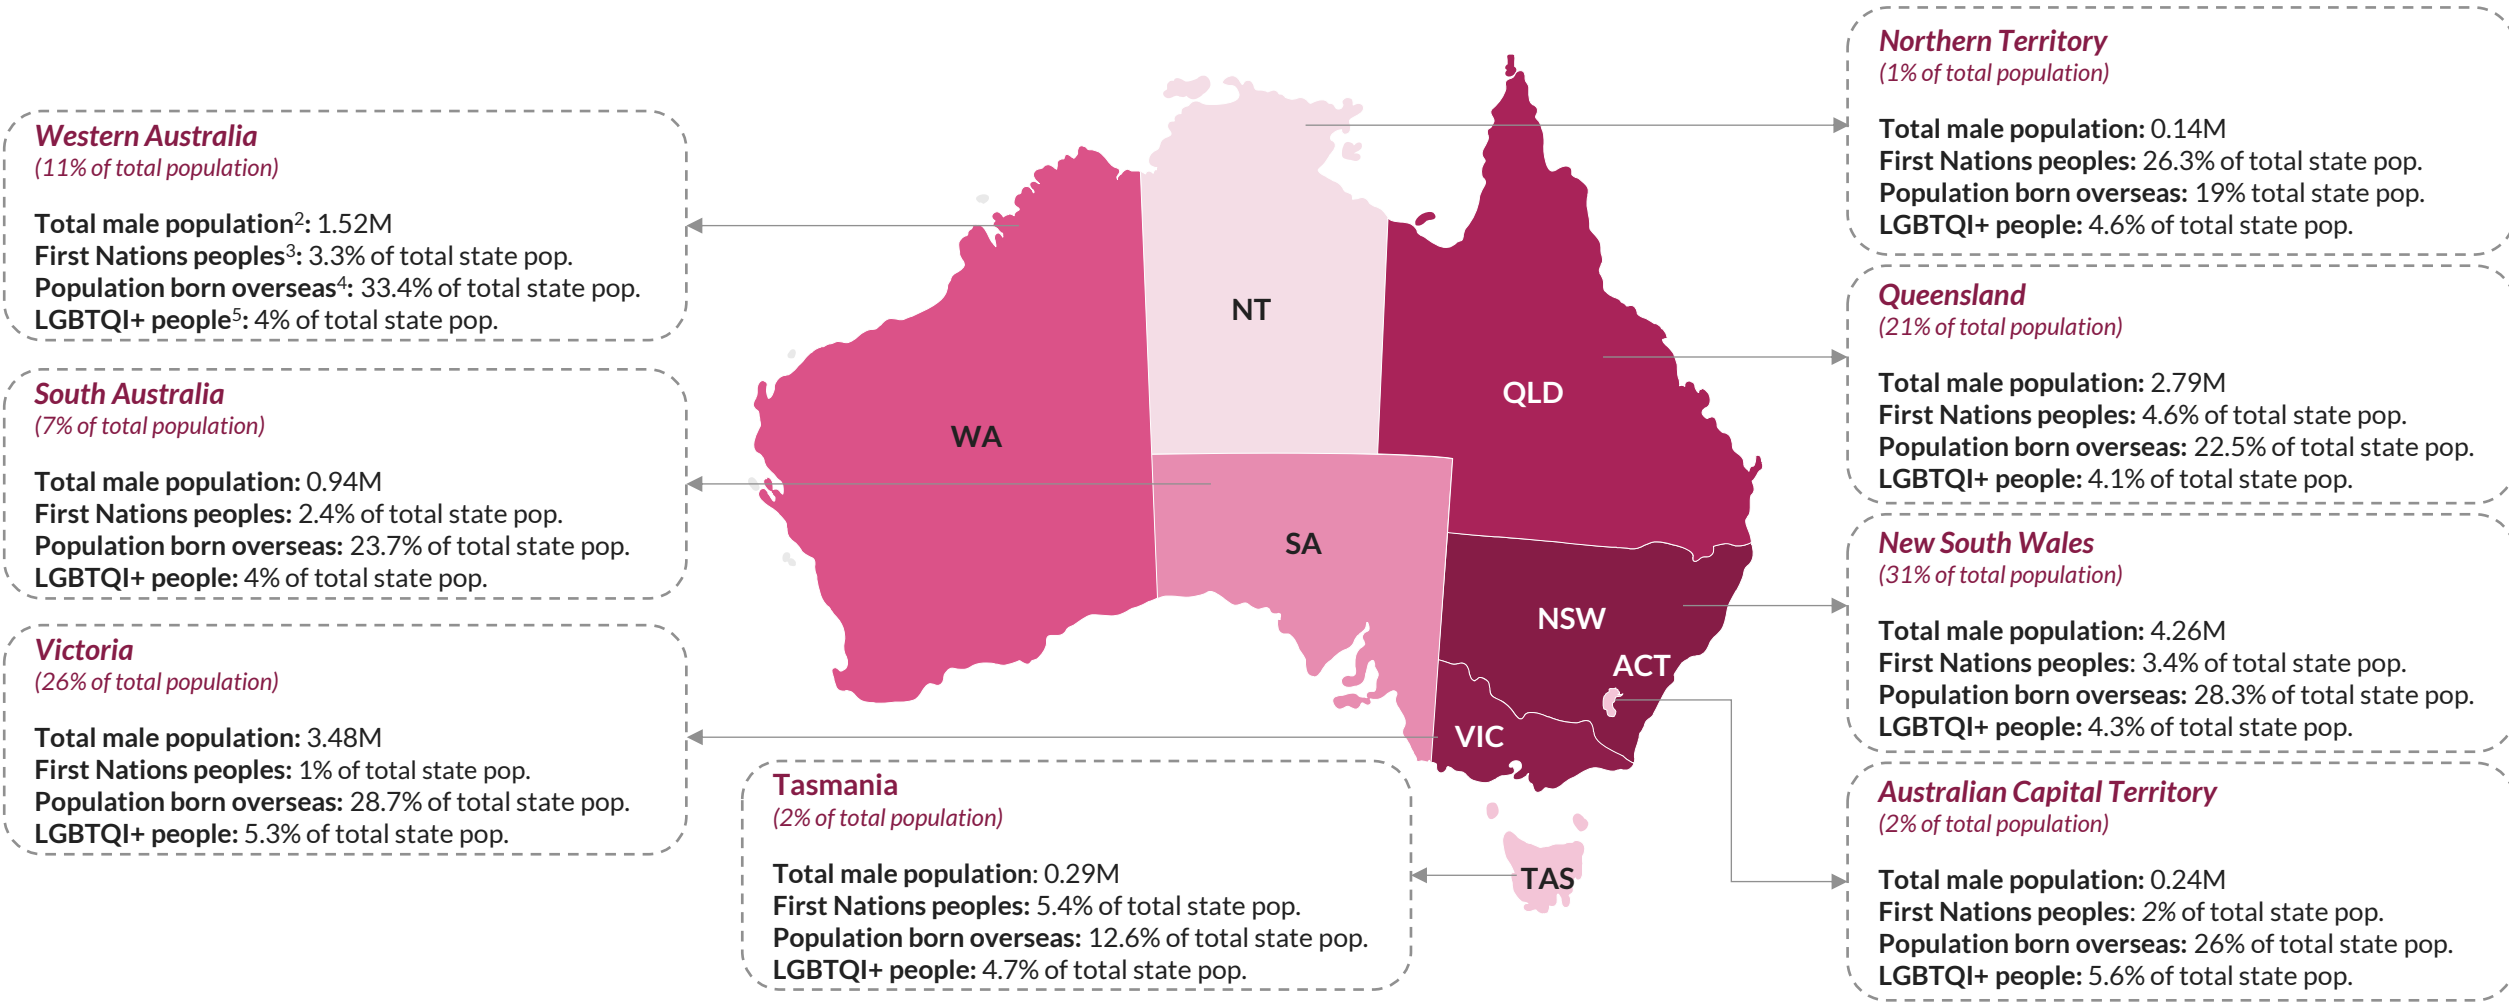 Western Australia
(11% of total population)
Total male population²: 1.52M
First Nations peoples³: 3.3% of total state pop.
Population born overseas⁴: 33.4% of total state pop.
LGBTQI+ people⁵: 4% of total state pop.
South Australia
(7% of total population)
Total male population: 0.94M
First Nations peoples: 2.4% of total state pop.
Population born overseas: 23.7% of total state pop.
LGBTQI+ people: 4% of total state pop.
Victoria
(26% of total population)
Total male population: 3.48M
First Nations peoples: 1% of total state pop.
Population born overseas: 28.7% of total state pop.
LGBTQI+ people: 5.3% of total state pop.
Tasmania
(2% of total population)
Total male population: 0.29M
First Nations peoples: 5.4% of total state pop.
Population born overseas: 12.6% of total state pop.
LGBTQI+ people: 4.7% of total state pop.
NT
QLD
WA
SA
NSW
ACT
VIC
TAS
Northern Territory
(1% of total population)
Total male population: 0.14M
First Nations peoples: 26.3% of total state pop.
Population born overseas: 19% total state pop.
LGBTQI+ people: 4.6% of total state pop.
Queensland
(21% of total population)
Total male population: 2.79M
First Nations peoples: 4.6% of total state pop.
Population born overseas: 22.5% of total state pop.
LGBTQI+ people: 4.1% of total state pop.
New South Wales
(31% of total population)
Total male population: 4.26M
First Nations peoples: 3.4% of total state pop.
Population born overseas: 28.3% of total state pop.
LGBTQI+ people: 4.3% of total state pop.
Australian Capital Territory
(2% of total population)
Total male population: 0.24M
First Nations peoples: 2% of total state pop.
Population born overseas: 26% of total state pop.
LGBTQI+ people: 5.6% of total state pop.